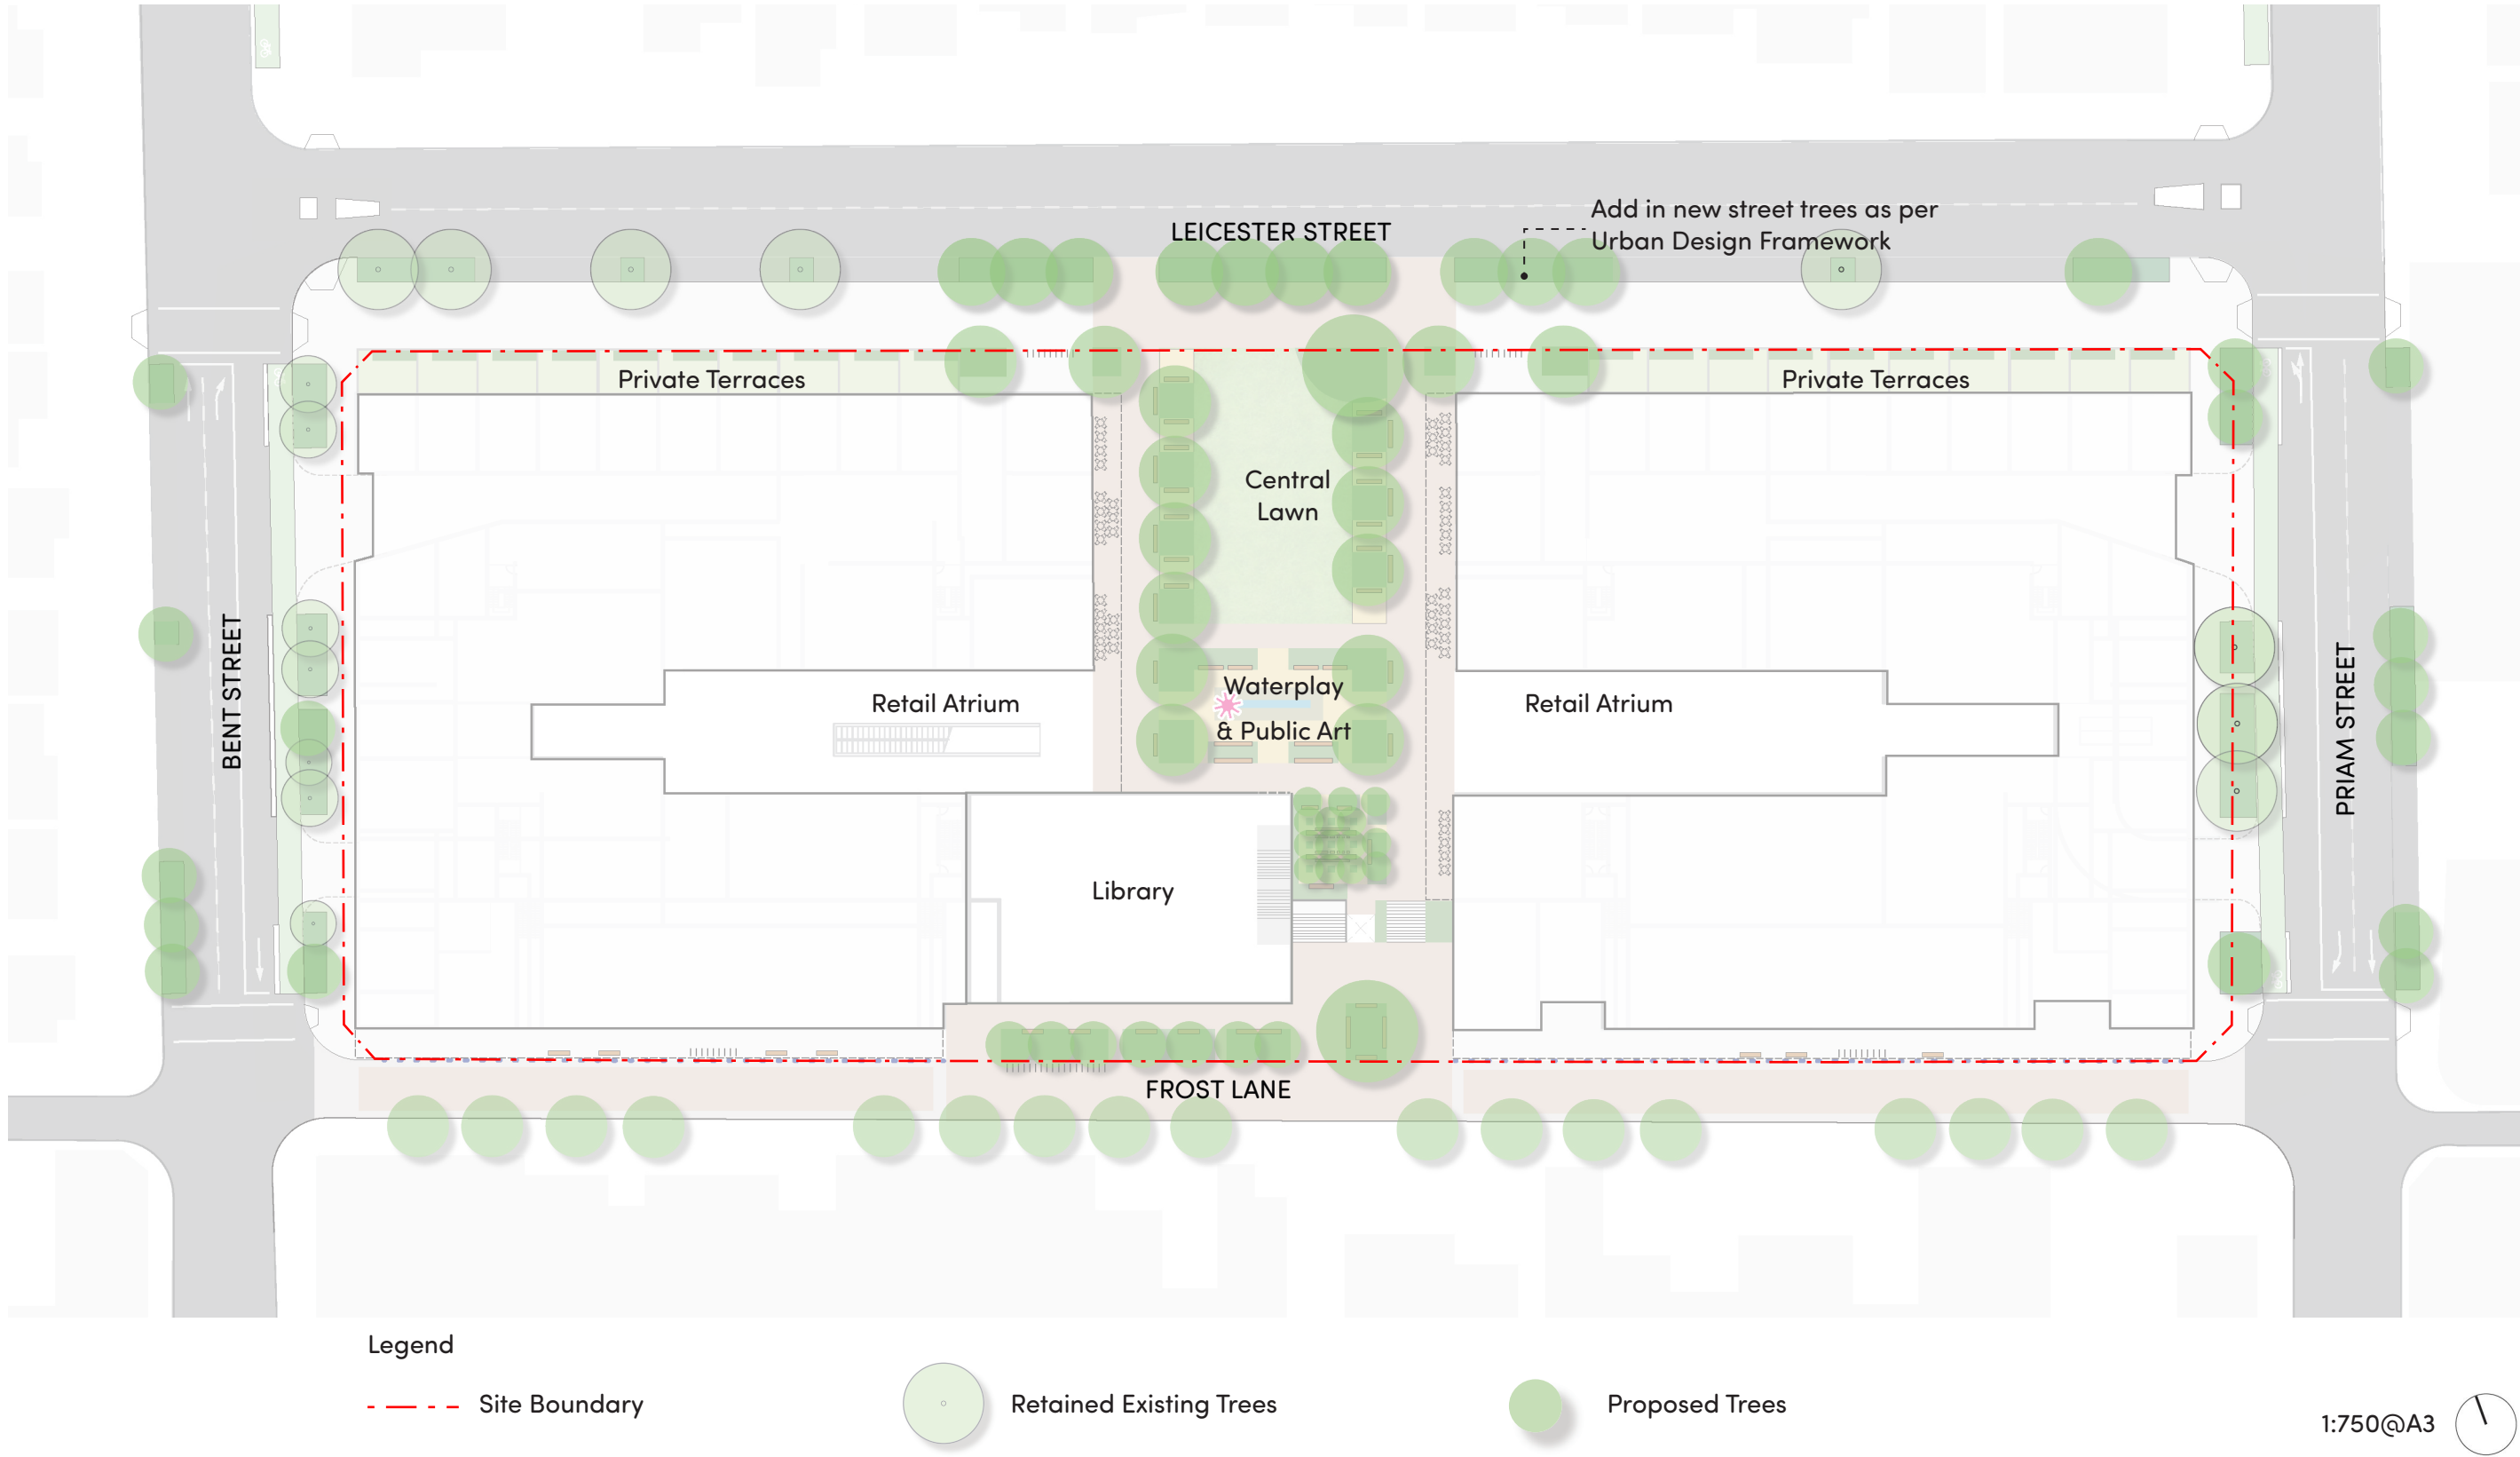 LEICESTER STREET
Add in new street trees as per
Urban Design Framework
Private Terraces
Private Terraces
Central
Lawn
BENT STREET
Retail Atrium
Waterplay
& Public Art
Retail Atrium
PRIAM STREET
Library
FROST LANE
Legend
Site Boundary
Retained Existing Trees
Proposed Trees
1:750@A3